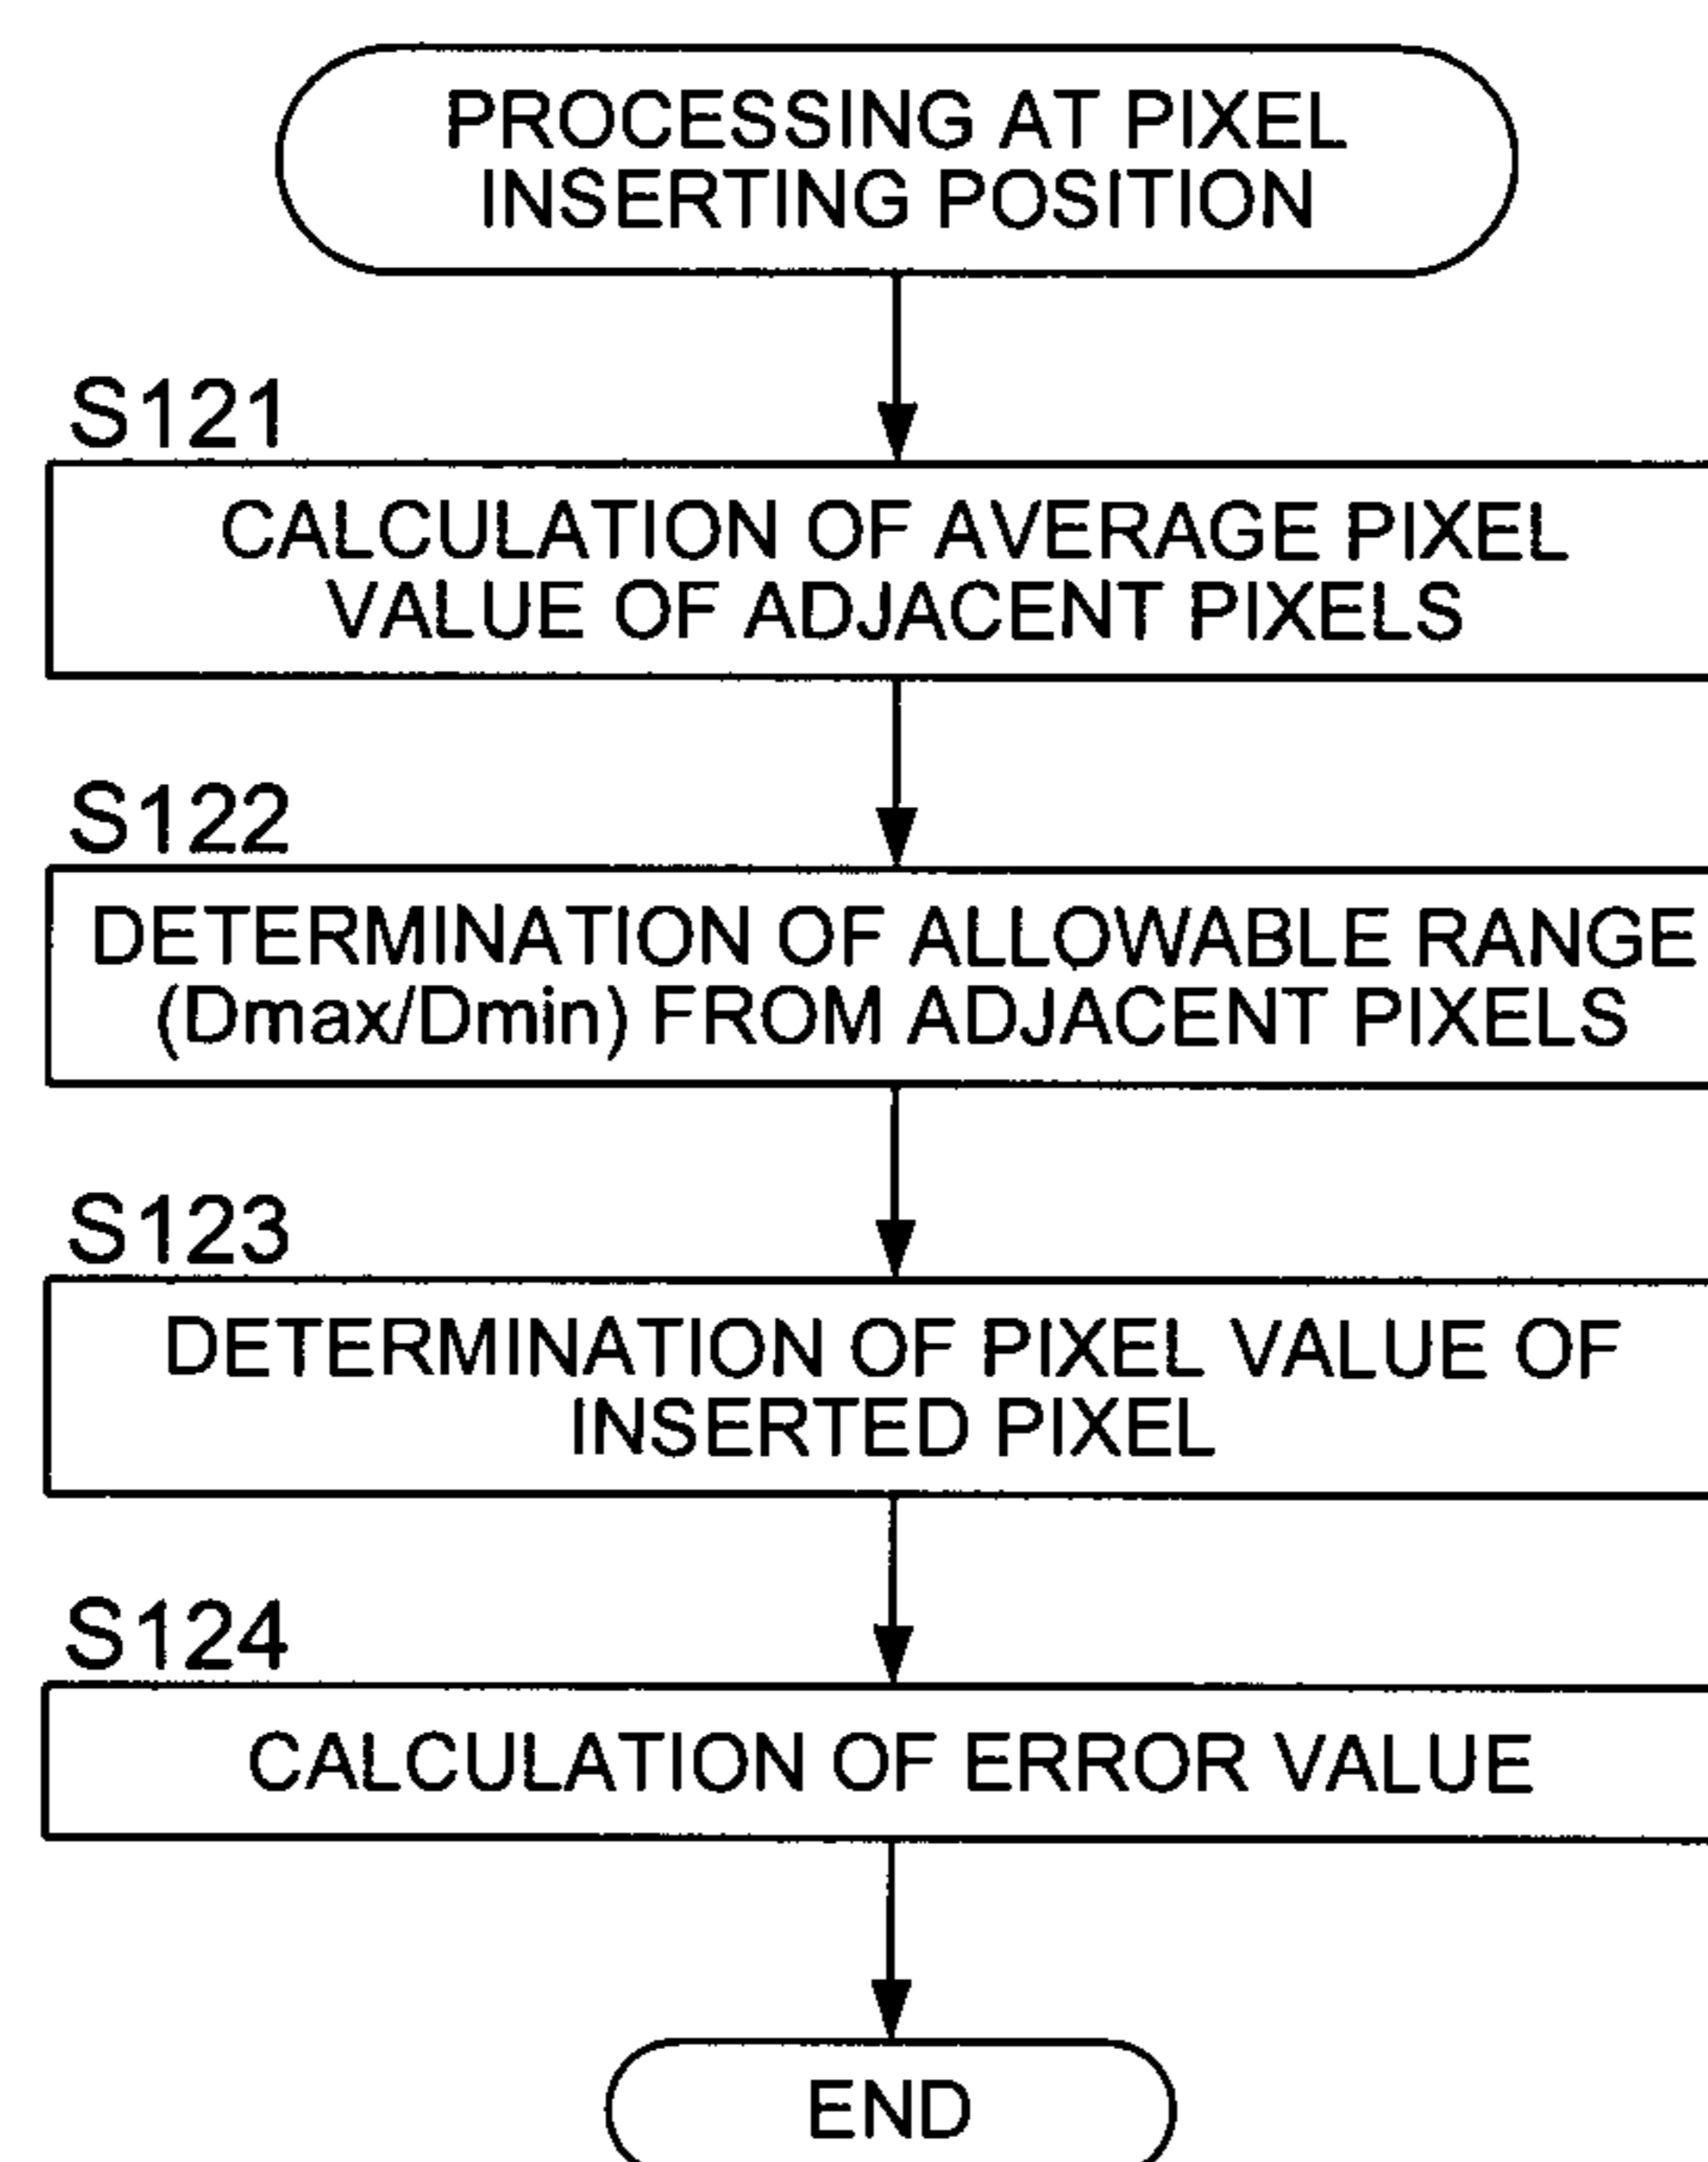 PROCESSING AT PIXEL
INSERTING POSITION
S121
CALCULATION OF AVERAGE PIXEL
VALUE OF ADJACENT PIXELS
S122
DETERMINATION OF ALLOWABLE RANGE
(Dmax/Dmin) FROM ADJACENT PIXELS
S123
DETERMINATION OF PIXEL VALUE OF
INSERTED PIXEL
S124
CALCULATION OF ERROR VALUE
END